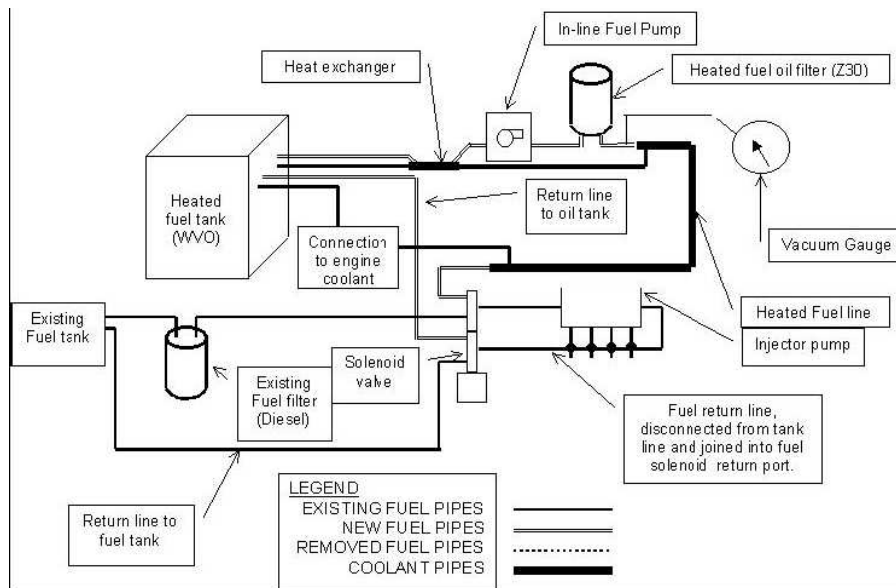 In-line Fuel Pump
Heat exchanger
Heated fuel oil filter (Z30)
Heated
fuel tank
(WVO)
Return line
to oil tank
Connection
to engine
coolant
Vacuum Gauge
Existing
Fuel tank
Heated Fuel line
Injector pump
Solenoid
valve
Existing
Fuel filter
(Diesel)
Fuel return line,
disconnected from tank
line and joined into fuel
solenoid return port.
Return line to
fuel tank
LEGEND
EXISTING FUEL PIPES
NEW FUEL PIPES
REMOVED FUEL PIPES
COOLANT PIPES